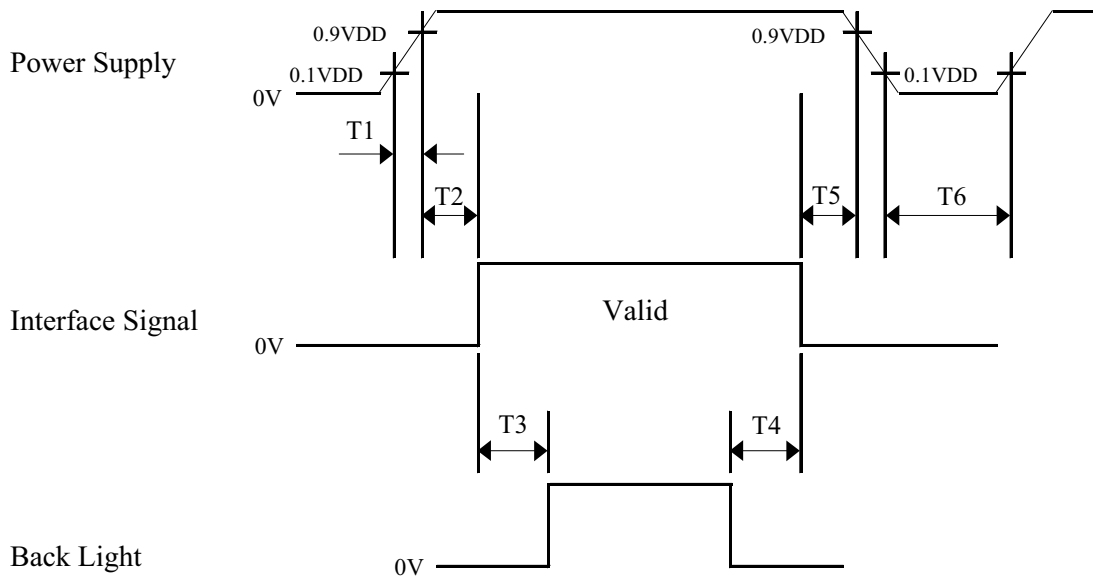 0.9VDD
0.9VDD
Power Supply
0.1VDD
0.1VDD
0V
T1
T2
T5
T6
Valid
Interface Signal
0V
T3
T4
Back Light
0V